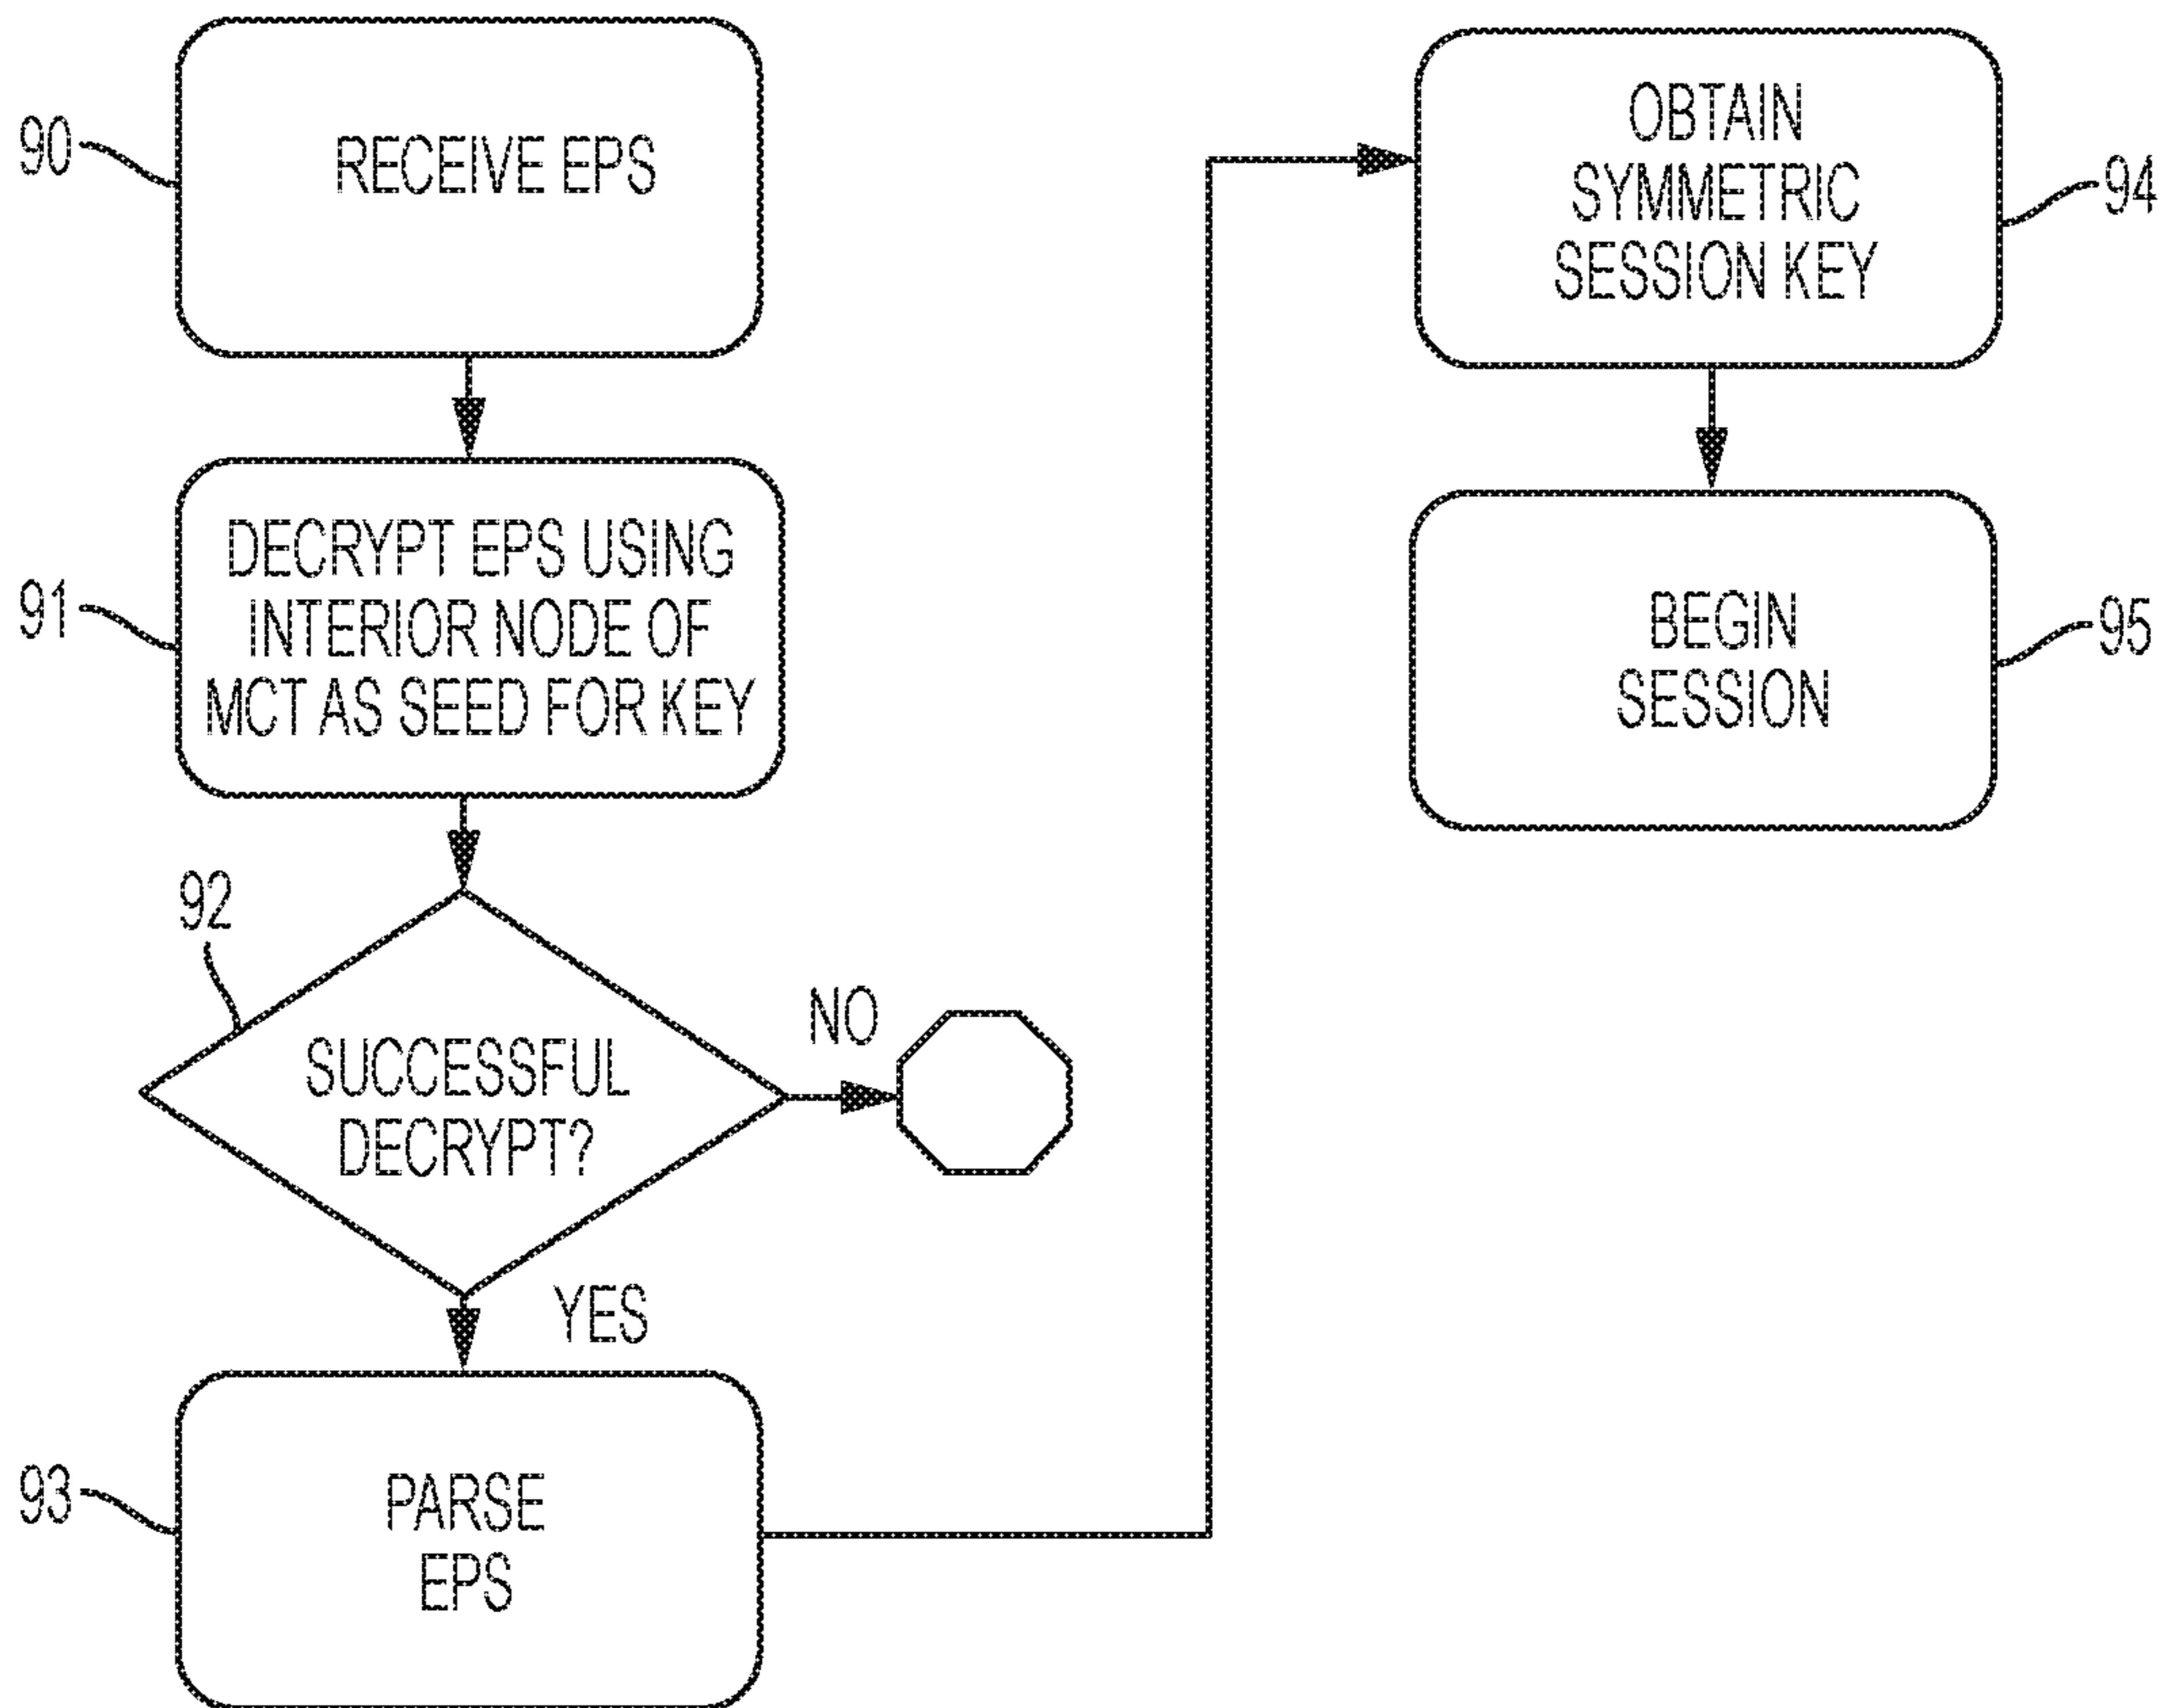 90
RECEIVE EPS
91
DECRYPT EPS USING
INTERIOR NODE OF
MCT AS SEED FOR KEY
92
SUCCESSFUL
DECRYPT?
NO
YES
93
PARSE
EPS
OBTAIN
SYMMETRIC
SESSION KEY
94
BEGIN
SESSION
95